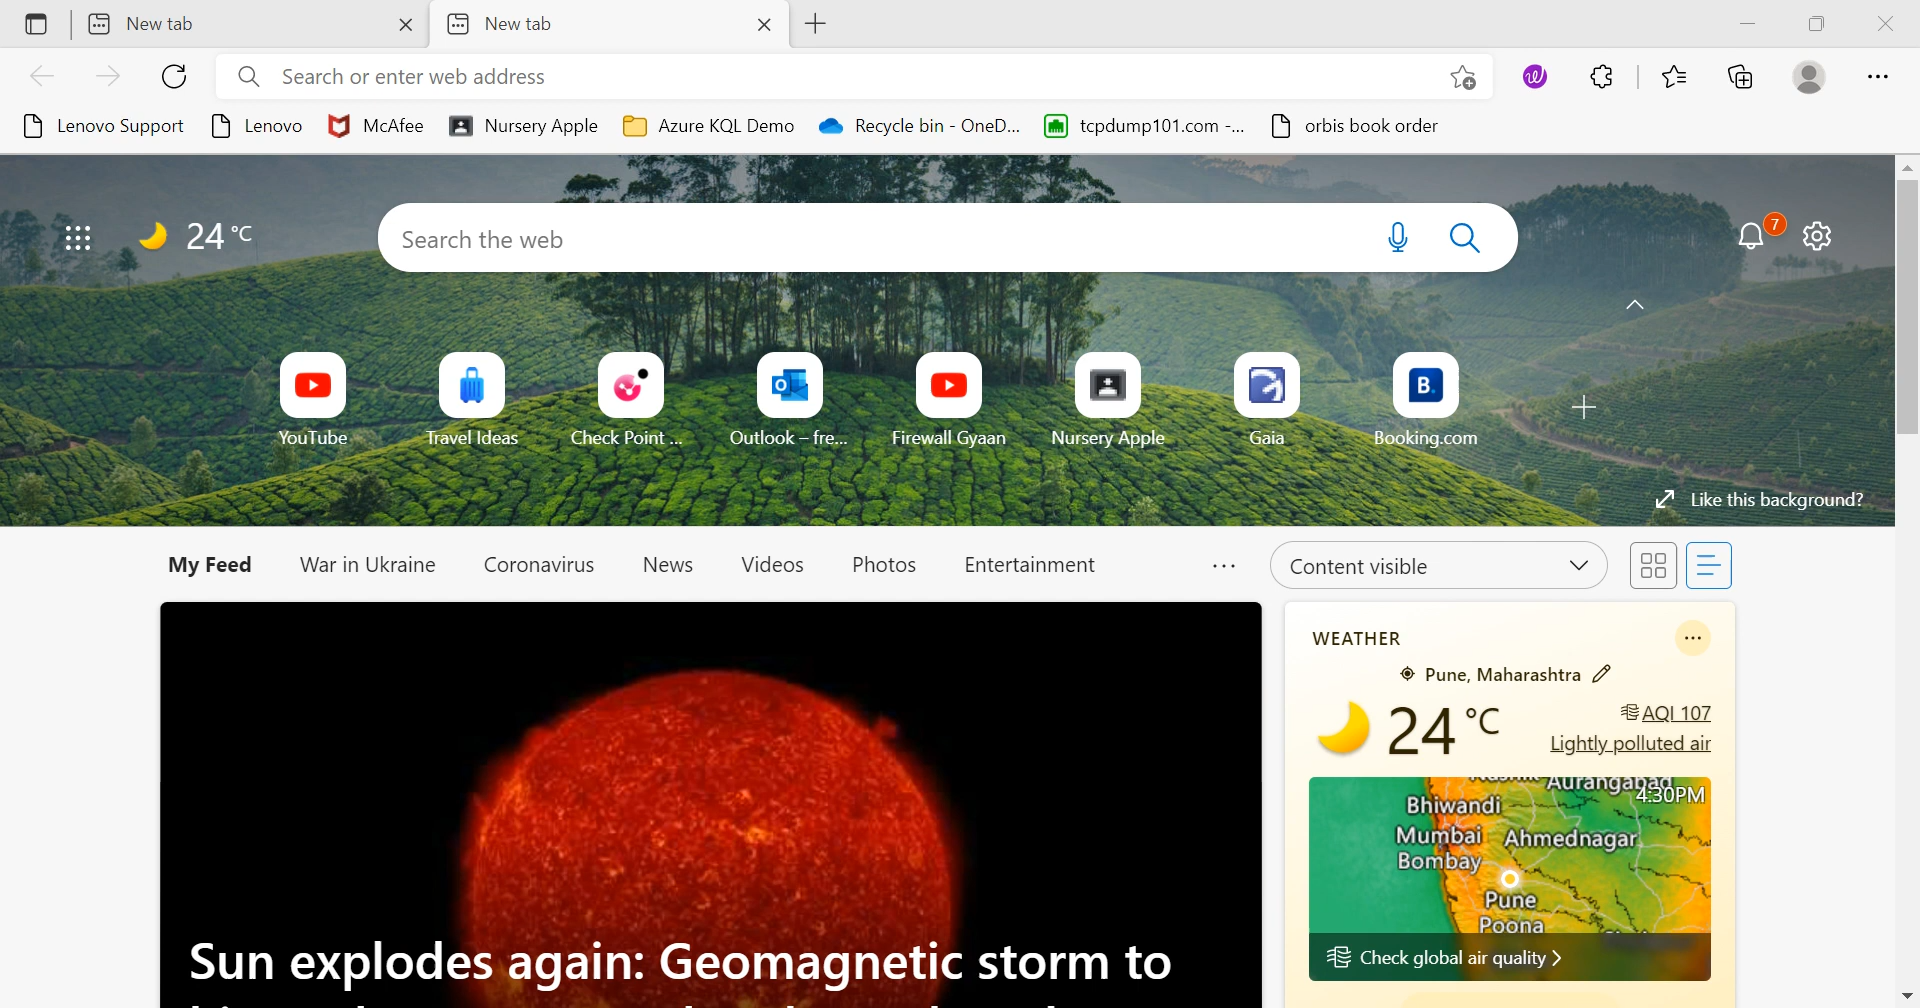 New tab
New tab
Search or enter web address
Lenovo Support
Lenovo
McAfee
Nursery Apple
Azure KQL Demo
Recycle bin - OneD...
tcpdump101.com -...
orbis book order
24 °C
Search the web
7
YouTube
Travel Ideas
Check Point ...
Outlook – fre...
Firewall Gyaan
Nursery Apple
Gaia
B.
Booking.com
Like this background?
My Feed
War in Ukraine
Coronavirus
News
Videos
Photos
Entertainment
...
Content visible
WEATHER
Pune, Maharashtra
24 °C
AQI 107
Lightly polluted air
Aurangabad
4:30PM
Bhiwandi
Mumbai
Bombay
Ahmednagar
Pune
Poona
Check global air quality
Sun explodes again: Geomagnetic storm to